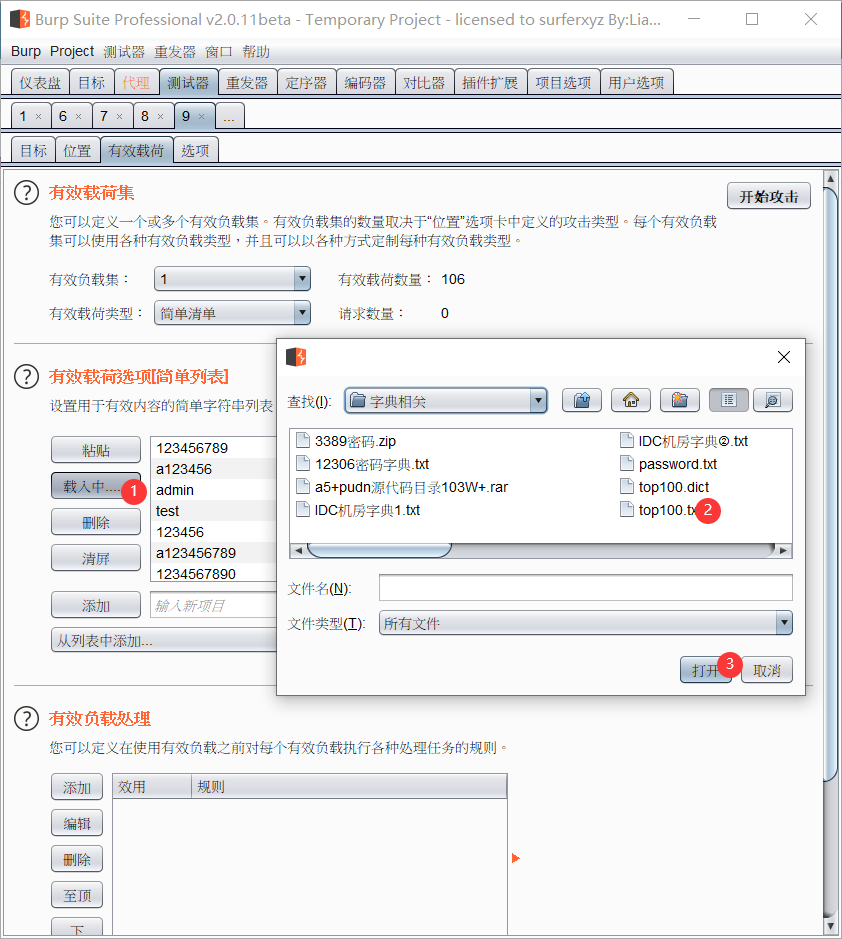 Burp Suite Professional v2.0.11beta - Temporary Project - licensed to surferxyz By:Lia...
Burp Project 测试器 重发器 窗口 帮助
仪表盘 目标 代理 测试器 重发器 定序器 编码器 对比器 插件扩展 项目选项 用户选项
1 × 6 × 7 × 8 × 9 × ...
目标 位置 有效载荷 选项
? 有效载荷集
开始攻击
您可以定义一个或多个有效负载集。有效负载集的数量取决于“位置”选项卡中定义的攻击类型。每个有效负载
集可以使用各种有效负载类型，并且可以以各种方式定制每种有效负载类型。
有效负载集： 1 有效载荷数量： 106
有效载荷类型： 简单清单 请求数量： 0
? 有效载荷选项[简单列表]
设置用于有效内容的简单字符串列表
粘贴
载入中.... 1
删除
清屏
添加
123456789
a123456
admin
test
123456
a123456789
1234567890
输入新项目
从列表中添加...
查找(I): 字典相关
3389密码.zip
12306密码字典.txt
a5+pudn源代码目录103W+.rar
IDC机房字典1.txt
IDC机房字典②.txt
password.txt
top100.dict
top100.tx 2
文件名(N):
文件类型(T): 所有文件
打开 3 取消
? 有效负载处理
您可以定义在使用有效负载之前对每个有效负载执行各种处理任务的规则。
添加
编辑
删除
至顶
下
效用 规则